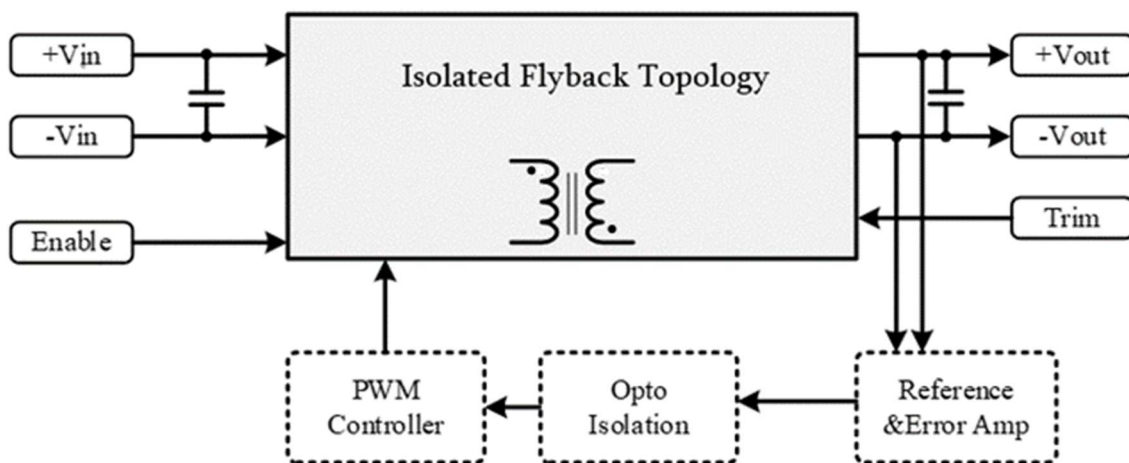 +Vin
Isolated Flyback Topology
+Vout
-Vin
-Vout
Enable
Trim
PWM
Controller
Opto
Isolation
Reference
&Error Amp